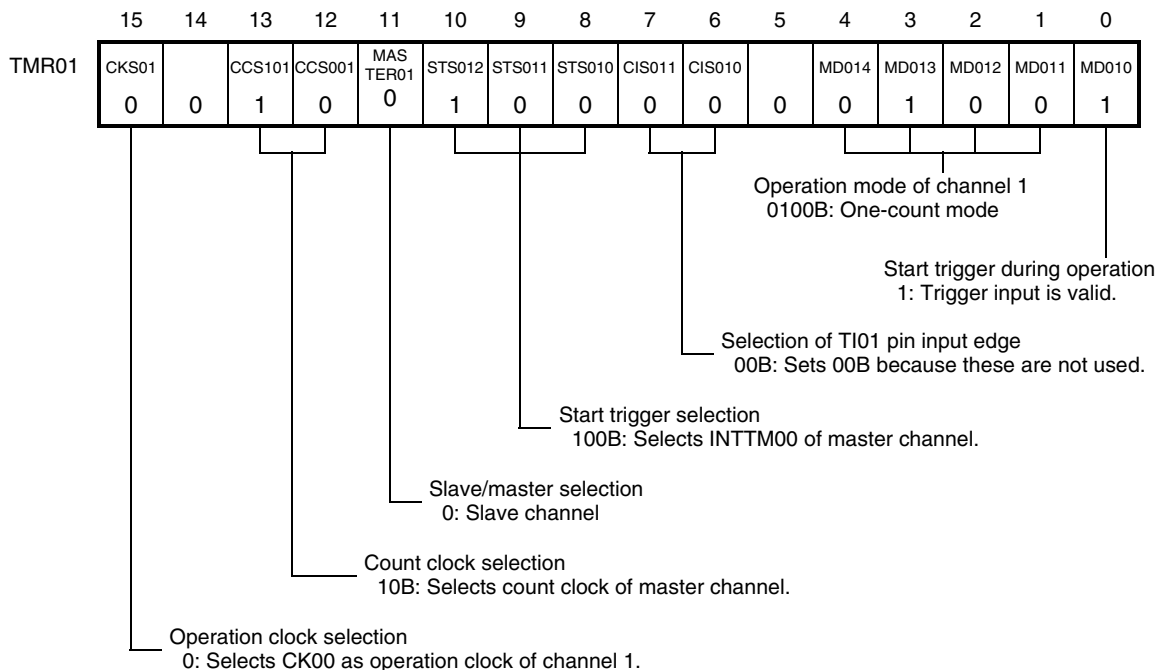 15 14 13 12 11 10 9 8 7 6 5 4 3 2 1 0
TMR01 CKS01 CCS101 CCS001 MAS TER01 STS012 STS011 STS010 CIS011 CIS010 MD014 MD013 MD012 MD011 MD010
0 0 1 0 0 1 0 0 0 0 0 0 1 0 0 1
Operation mode of channel 1
0100B: One-count mode
Start trigger during operation
1: Trigger input is valid.
Selection of TI01 pin input edge
00B: Sets 00B because these are not used.
Start trigger selection
100B: Selects INTTM00 of master channel.
Slave/master selection
0: Slave channel
Count clock selection
10B: Selects count clock of master channel.
Operation clock selection
0: Selects CK00 as operation clock of channel 1.